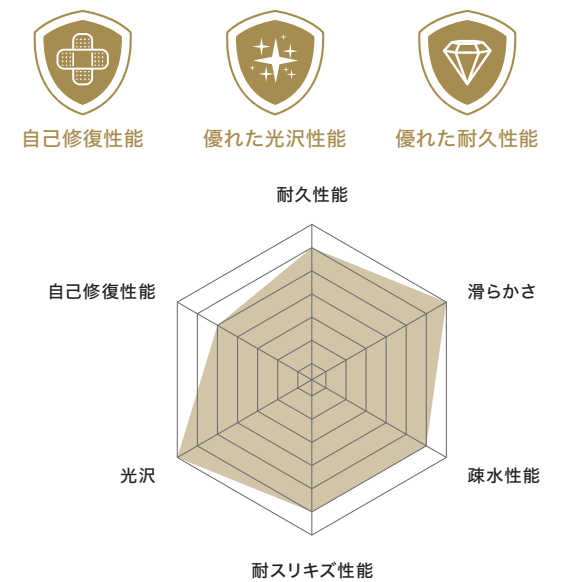 自己修復性能
優れた光沢性能
優れた耐久性能
耐久性能
自己修復性能
滑らかさ
光沢
疎水性能
耐スリキズ性能